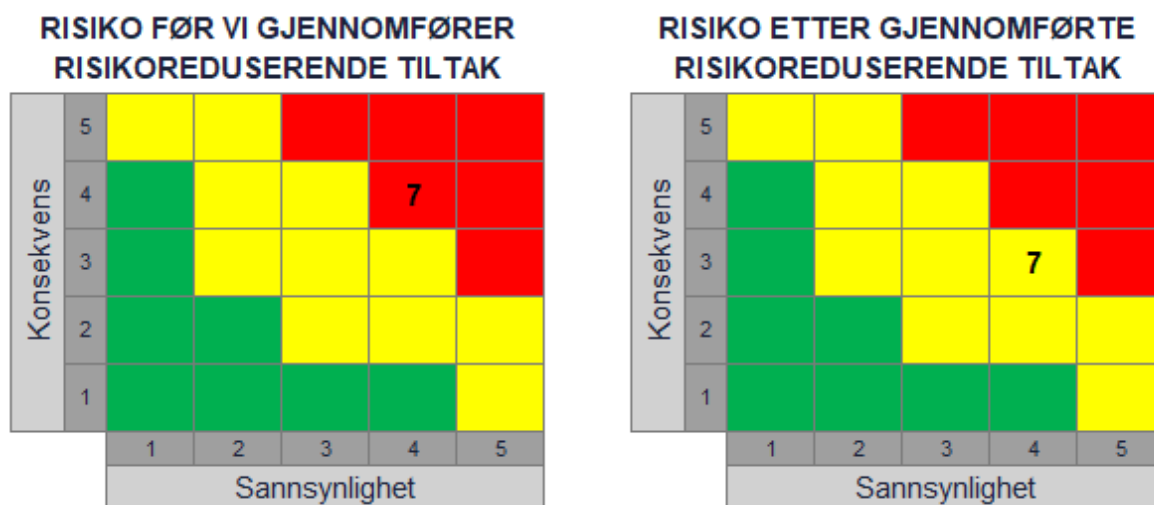 RISIKO FØR VI GJENNOMFØRER
RISIKOREDUSERENDE TILTAK
Konsekvens
5
4 7
3
2
1
1 2 3 4 5
Sannsynlighet
RISIKO ETTER GJENNOMFØRTE
RISIKOREDUSERENDE TILTAK
Konsekvens
5
4
3 7
2
1
1 2 3 4 5
Sannsynlighet